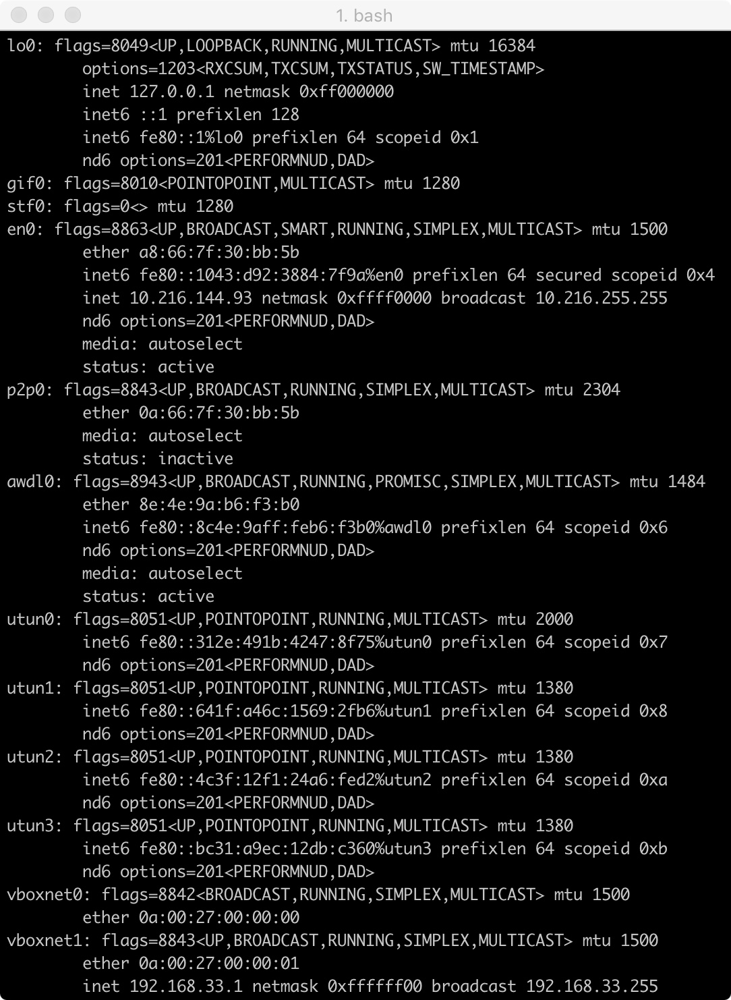 1. bash
lo0: flags=8049<UP,LOOPBACK,RUNNING,MULTICAST> mtu 16384
options=1203<RXCSUM,TXCSUM,TXSTATUS,SW_TIMESTAMP>
inet 127.0.0.1 netmask 0xff000000
inet6 ::1 prefixlen 128
inet6 fe80::1%lo0 prefixlen 64 scopeid 0x1
nd6 options=201<PERFORMNUD,DAD>
gif0: flags=8010<POINTOPOINT,MULTICAST> mtu 1280
stf0: flags=0<> mtu 1280
en0: flags=8863<UP,BROADCAST,SMART,RUNNING,SIMPLEX,MULTICAST> mtu 1500
ether a8:66:7f:30:bb:5b
inet6 fe80::1043:d92:3884:7f9a%en0 prefixlen 64 secured scopeid 0x4
inet 10.216.144.93 netmask 0xffff0000 broadcast 10.216.255.255
nd6 options=201<PERFORMNUD,DAD>
media: autoselect
status: active
p2p0: flags=8843<UP,BROADCAST,RUNNING,SIMPLEX,MULTICAST> mtu 2304
ether 0a:66:7f:30:bb:5b
media: autoselect
status: inactive
awdl0: flags=8943<UP,BROADCAST,RUNNING,PROMISC,SIMPLEX,MULTICAST> mtu 1484
ether 8e:4e:9a:b6:f3:b0
inet6 fe80::8c4e:9aff:feb6:f3b0%awdl0 prefixlen 64 scopeid 0x6
nd6 options=201<PERFORMNUD,DAD>
media: autoselect
status: active
utun0: flags=8051<UP,POINTOPOINT,RUNNING,MULTICAST> mtu 2000
inet6 fe80::312e:491b:4247:8f75%utun0 prefixlen 64 scopeid 0x7
nd6 options=201<PERFORMNUD,DAD>
utun1: flags=8051<UP,POINTOPOINT,RUNNING,MULTICAST> mtu 1380
inet6 fe80::641f:a46c:1569:2fb6%utun1 prefixlen 64 scopeid 0x8
nd6 options=201<PERFORMNUD,DAD>
utun2: flags=8051<UP,POINTOPOINT,RUNNING,MULTICAST> mtu 1380
inet6 fe80::4c3f:12f1:24a6:fed2%utun2 prefixlen 64 scopeid 0xa
nd6 options=201<PERFORMNUD,DAD>
utun3: flags=8051<UP,POINTOPOINT,RUNNING,MULTICAST> mtu 1380
inet6 fe80::bc31:a9ec:12db:c360%utun3 prefixlen 64 scopeid 0xb
nd6 options=201<PERFORMNUD,DAD>
vboxnet0: flags=8842<BROADCAST,RUNNING,SIMPLEX,MULTICAST> mtu 1500
ether 0a:00:27:00:00:00
vboxnet1: flags=8843<UP,BROADCAST,RUNNING,SIMPLEX,MULTICAST> mtu 1500
ether 0a:00:27:00:00:01
inet 192.168.33.1 netmask 0xffffff00 broadcast 192.168.33.255